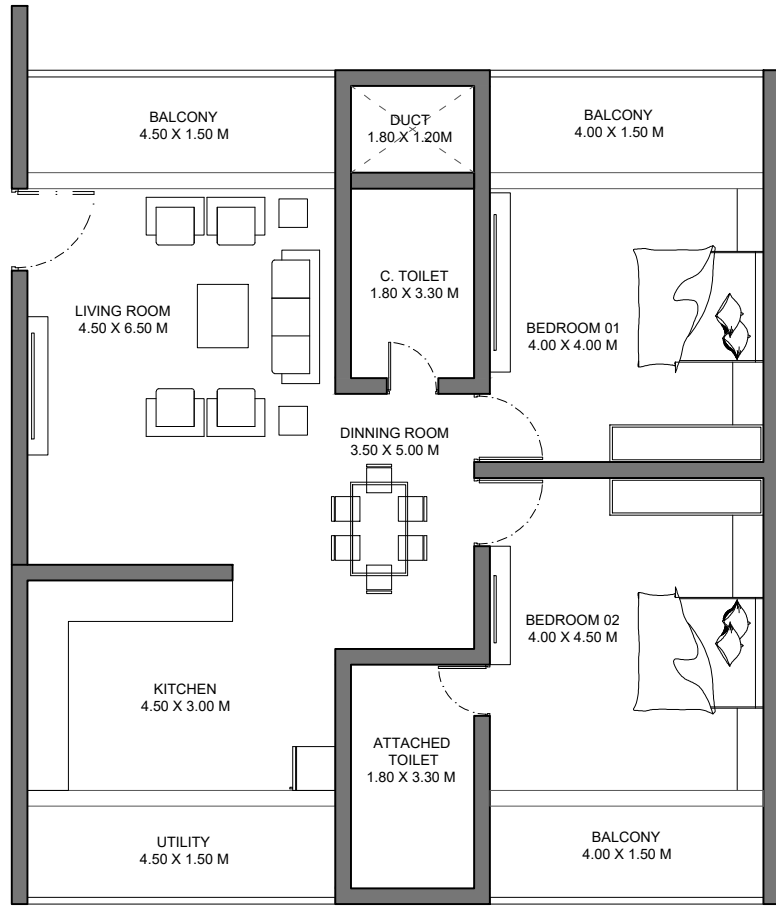 BALCONY
4.50 X 1.50 M
DUCT
1.80 X 1.20M
BALCONY
4.00 X 1.50 M
C. TOILET
1.80 X 3.30 M
LIVING ROOM
4.50 X 6.50 M
BEDROOM 01
4.00 X 4.00 M
DINNING ROOM
3.50 X 5.00 M
BEDROOM 02
4.00 X 4.50 M
KITCHEN
4.50 X 3.00 M
ATTACHED
TOILET
1.80 X 3.30 M
UTILITY
4.50 X 1.50 M
BALCONY
4.00 X 1.50 M